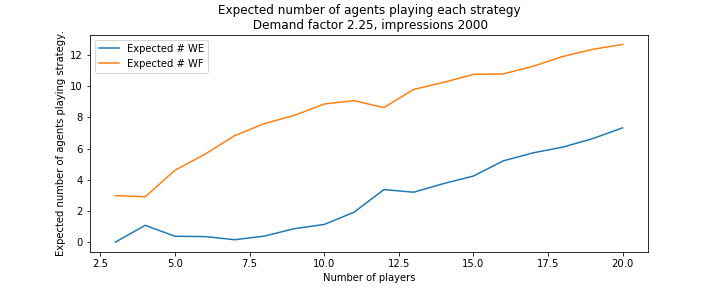 Expected number of agents playing each strategy
Demand factor 2.25, impressions 2000
Expected number of agents playing strategy.
Expected # WE
Expected # WF
12
10
8
6
4
2
0
2.5
5.0
7.5
10.0
12.5
15.0
17.5
20.0
Number of players